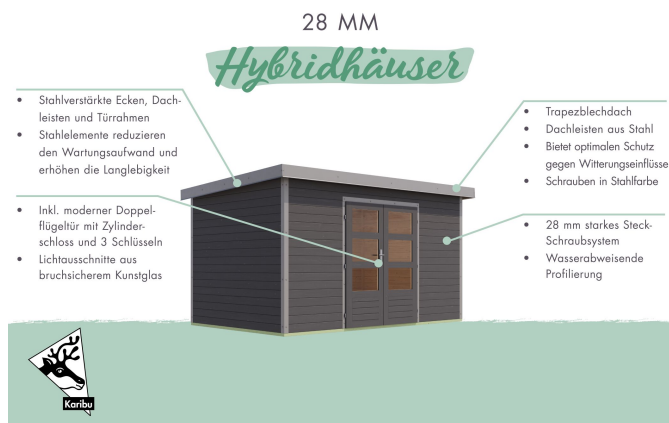 28 MM
Hybridhäuser
• Stahlverstärkte Ecken, Dach-
leisten und Türrahmen
• Stahlelemente reduzieren
den Wartungsaufwand und
erhöhen die Langlebigkeit
• Inkl. moderner Doppel-
flügeltür mit Zylinder-
schloss und 3 Schlüsseln
• Lichtausschnitte aus
bruchsicherem Kunstglas
• Trapezblechdach
• Dachleisten aus Stahl
• Bietet optimalen Schutz
gegen Witterungseinflüsse
• Schrauben in Stahlfarbe
• 28 mm starkes Steck-
Schraubsystem
• Wasserabweisende
Profilierung
Karibu